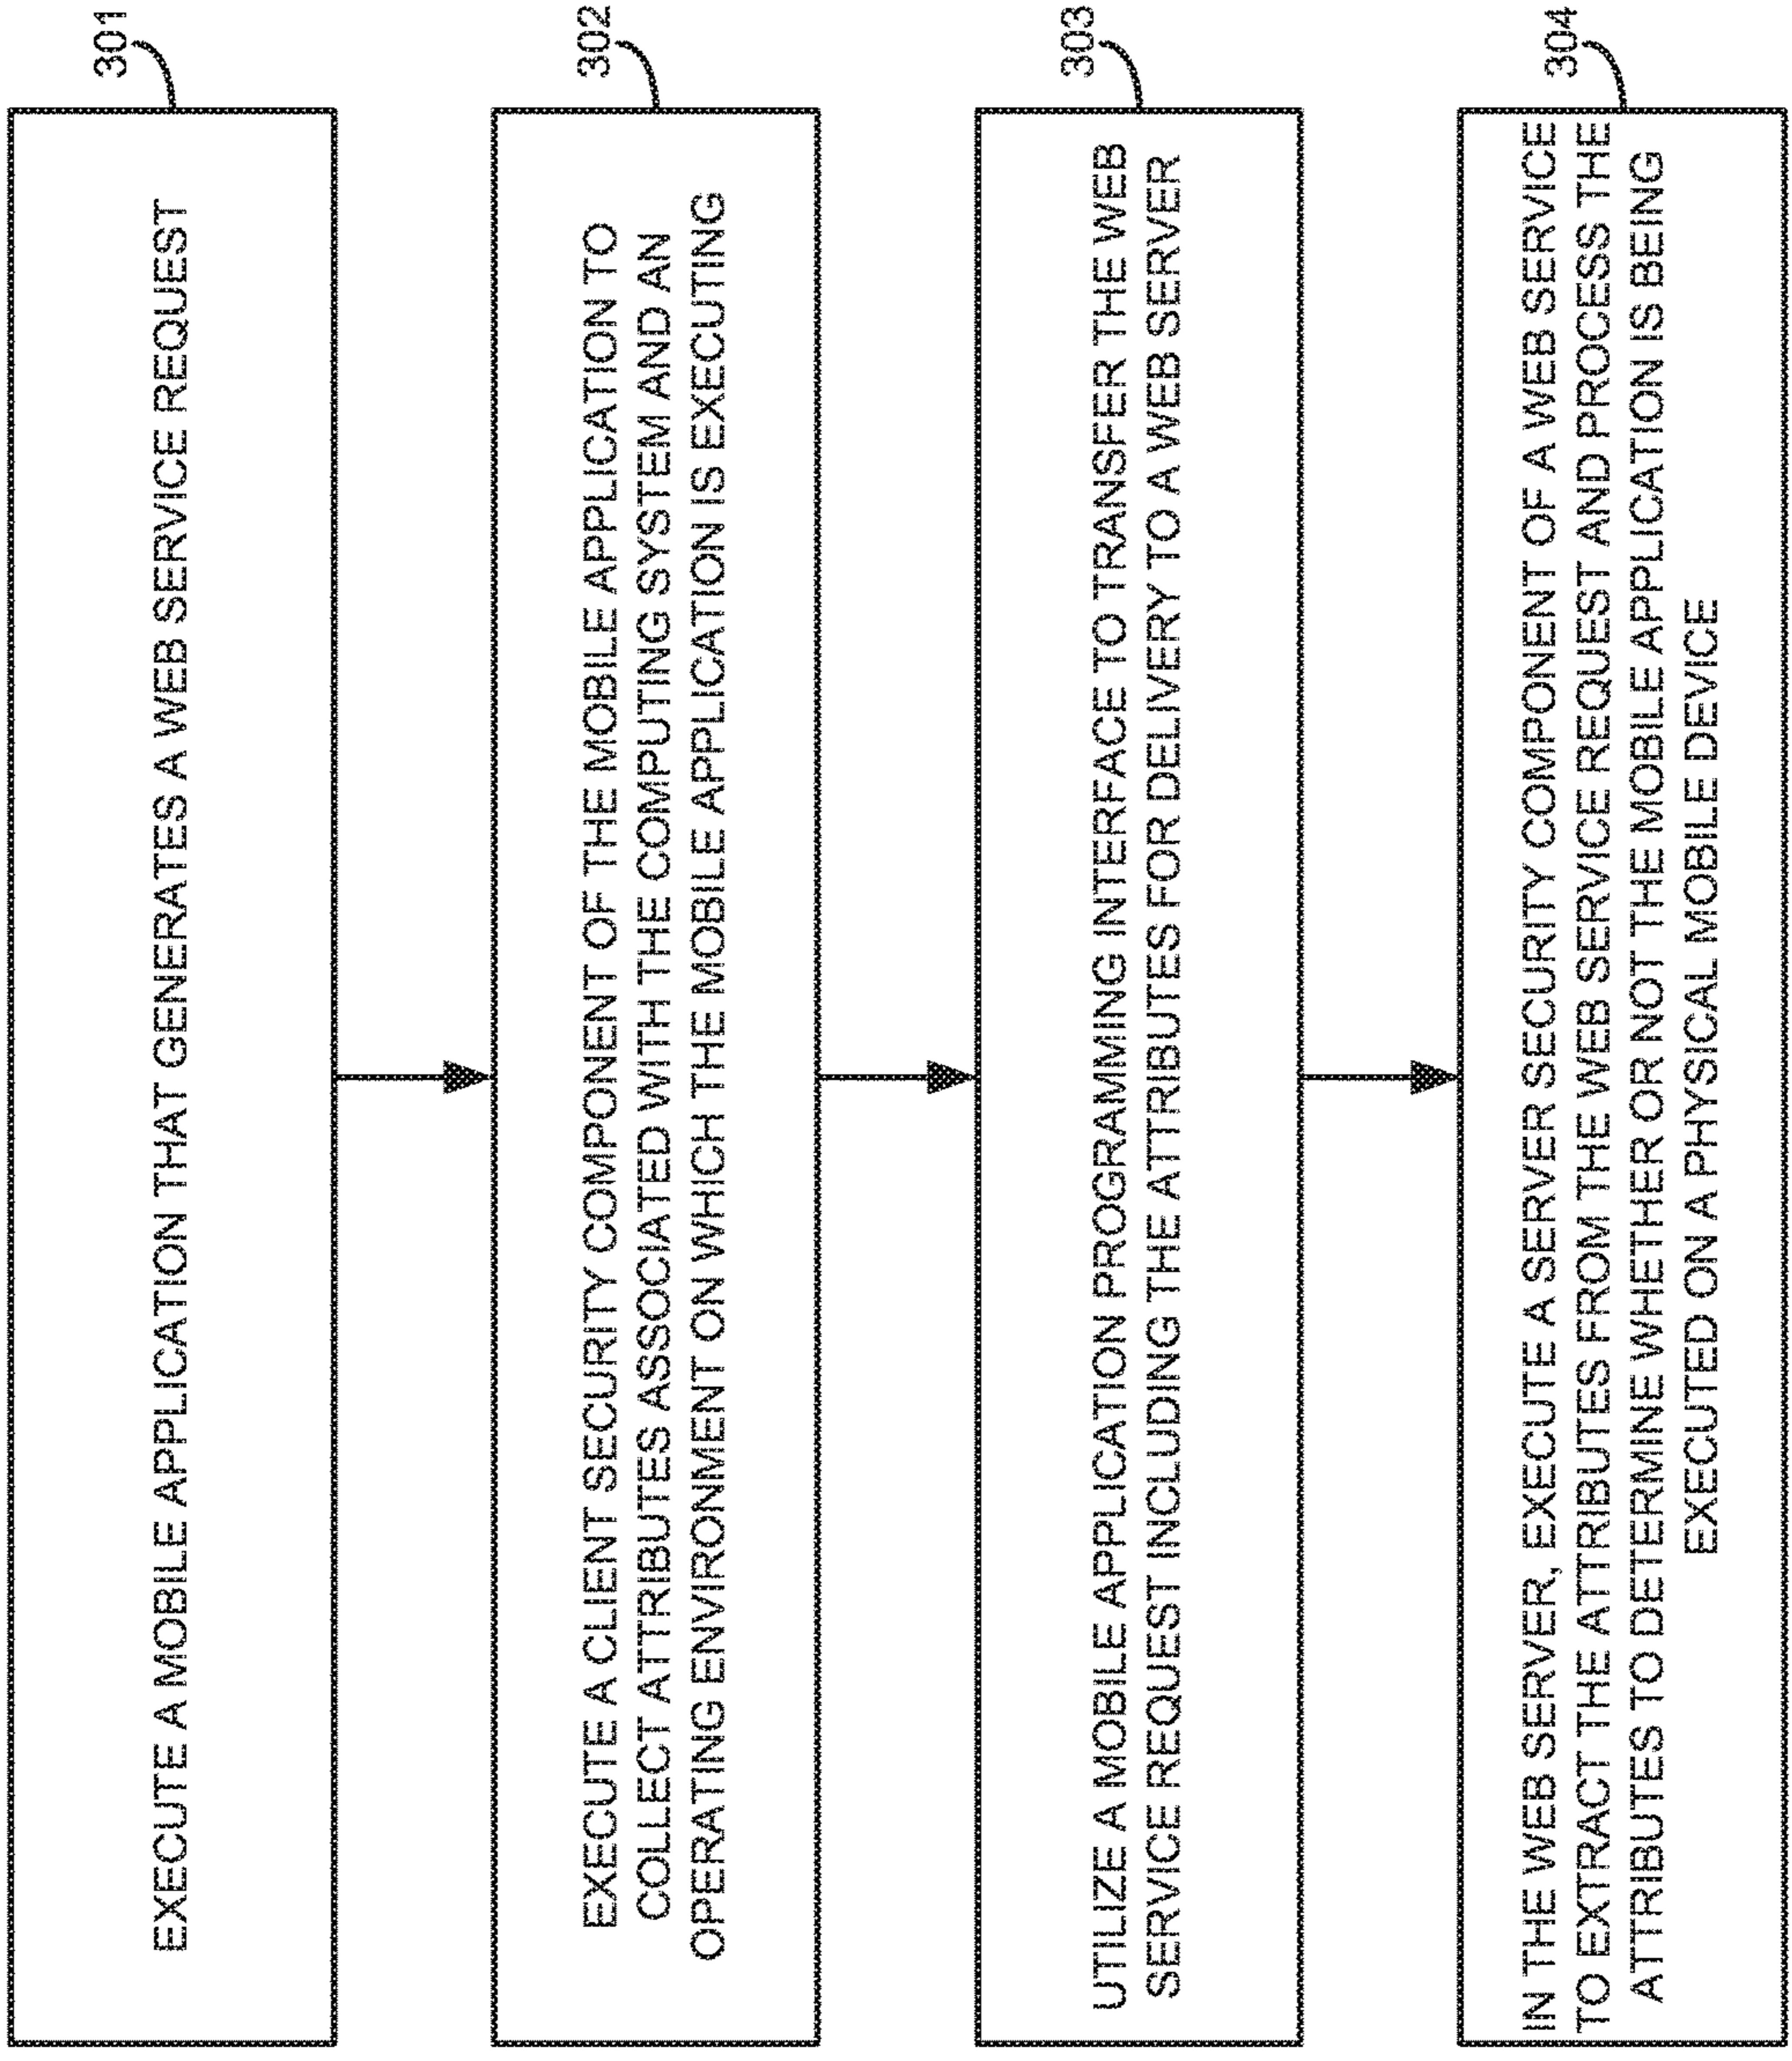 301
EXECUTE A MOBILE APPLICATION THAT GENERATES A WEB SERVICE REQUEST
302
EXECUTE A CLIENT SECURITY COMPONENT OF THE MOBILE APPLICATION TO
COLLECT ATTRIBUTES ASSOCIATED WITH THE COMPUTING SYSTEM AND AN
OPERATING ENVIRONMENT ON WHICH THE MOBILE APPLICATION IS EXECUTING
303
UTILIZE A MOBILE APPLICATION PROGRAMMING INTERFACE TO TRANSFER THE WEB
SERVICE REQUEST INCLUDING THE ATTRIBUTES FOR DELIVERY TO A WEB SERVER
304
IN THE WEB SERVER, EXECUTE A SERVER SECURITY COMPONENT OF A WEB SERVICE
TO EXTRACT THE ATTRIBUTES FROM THE WEB SERVICE REQUEST AND PROCESS THE
ATTRIBUTES TO DETERMINE WHETHER OR NOT THE MOBILE APPLICATION IS BEING
EXECUTED ON A PHYSICAL MOBILE DEVICE